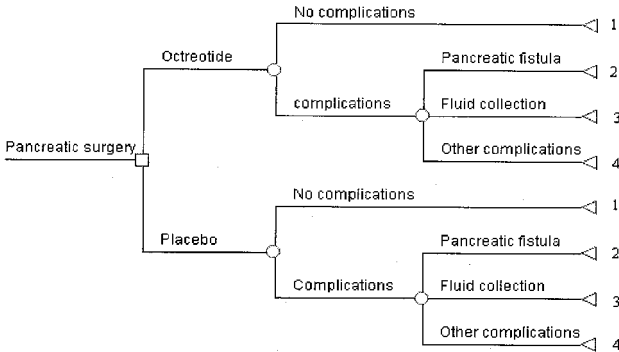 No complications 1
Octreotide
Pancreatic fistula 2
complications
Fluid collection 3
Other complications 4
Pancreatic surgery
No complications 1
Placebo
Pancreatic fistula 2
Complications
Fluid collection 3
Other complications 4